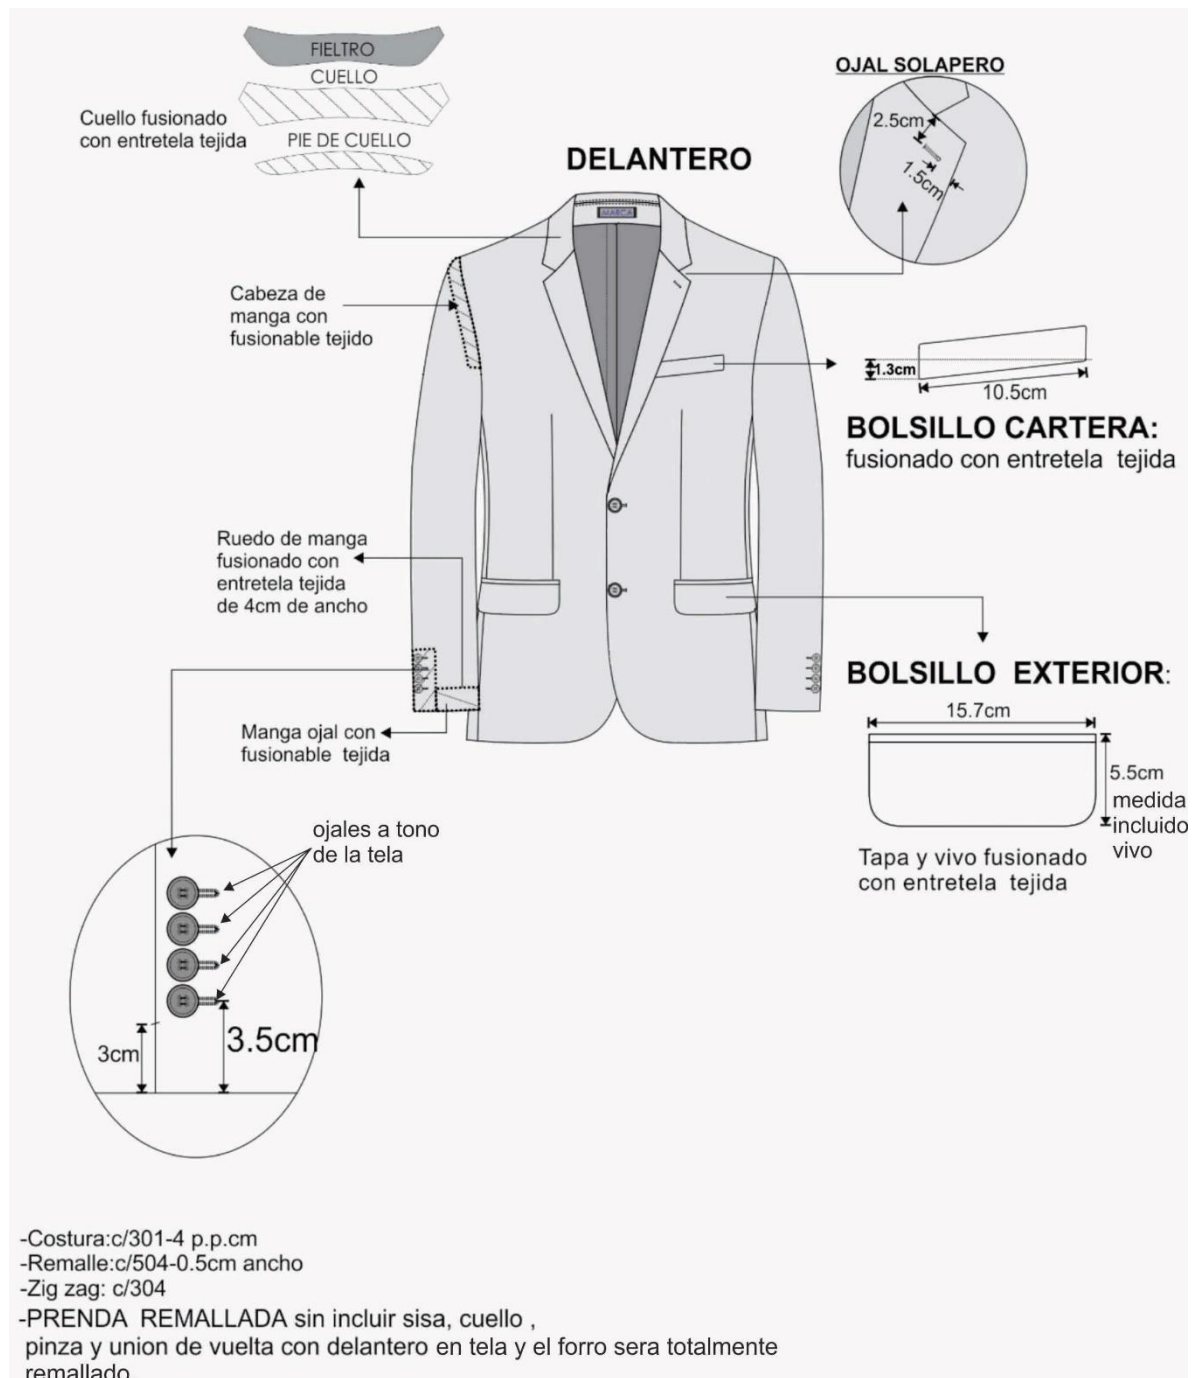 FIELTRO
CUELLO
Cuello fusionado
con entretela tejida
PIE DE CUELLO
OJAL SOLAPERO
2.5cm
1.5cm
DELANTERO
MARCA
Cabeza de
manga con
fusionable tejido
1.3cm
10.5cm
BOLSILLO CARTERA:
fusionado con entretela tejida
Ruedo de manga
fusionado con
entretela tejida
de 4cm de ancho
BOLSILLO EXTERIOR:
15.7cm
5.5cm
medida
incluido
vivo
Tapa y vivo fusionado
con entretela tejida
Manga ojal con
fusionable tejida
ojales a tono
de la tela
3cm
3.5cm
-Costura:c/301-4 p.p.cm
-Remalle:c/504-0.5cm ancho
-Zig zag: c/304
-PRENDA REMALLADA sin incluir sisa, cuello ,
pinza y union de vuelta con delantero en tela y el forro sera totalmente
remallado.